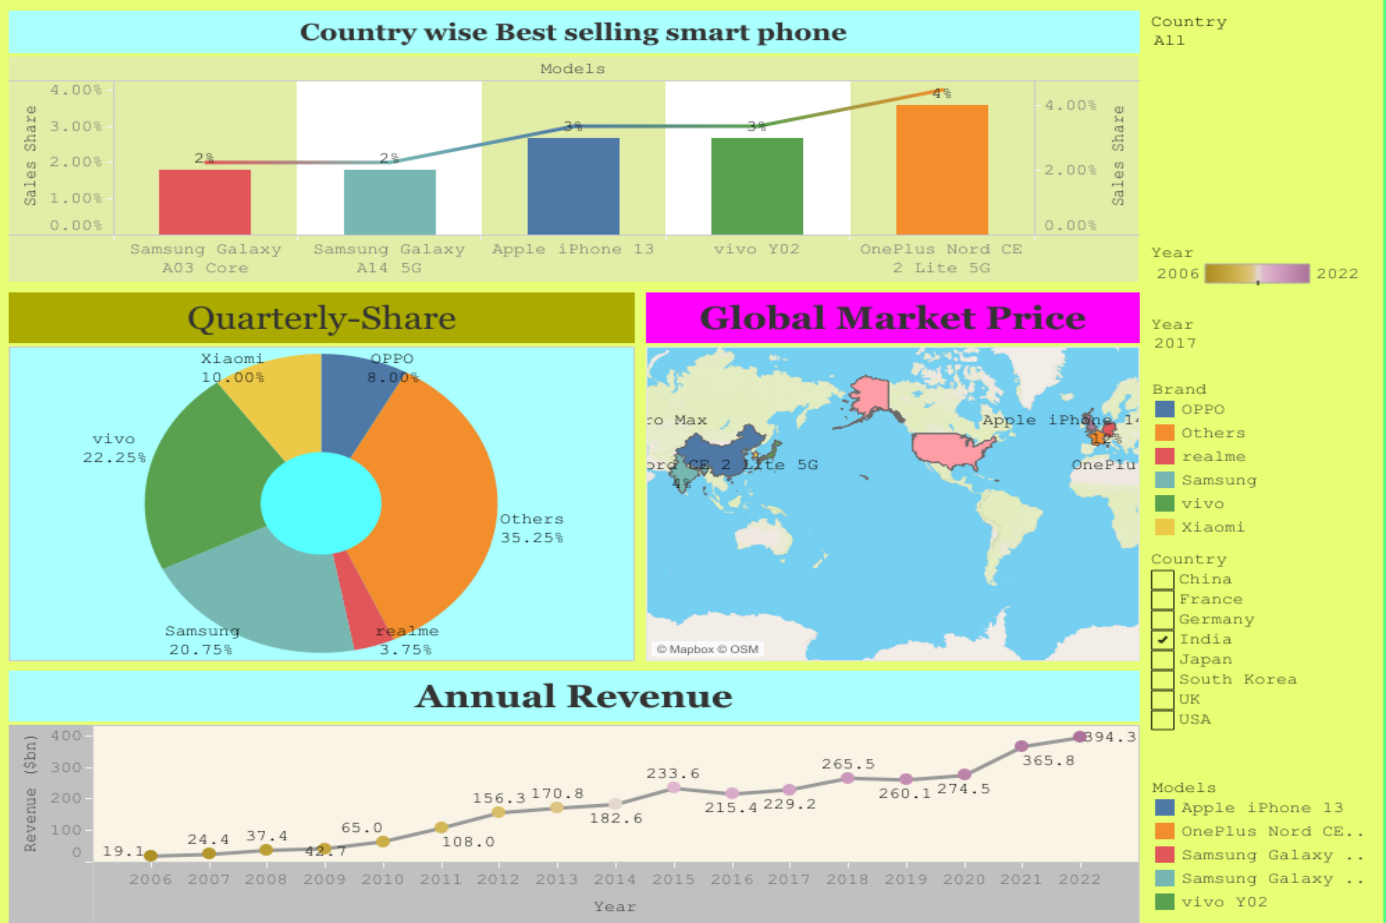 Country wise Best selling smart phone
Models
Sales Share
4.00%
3.00%
2.00%
1.00%
0.00%
2%
2%
3%
3%
4%
4.00%
2.00%
0.00%
Sales Share
Samsung Galaxy
A03 Core
Samsung Galaxy
A14 5G
Apple iPhone 13
vivo Y02
OnePlus Nord CE
2 Lite 5G
Quarterly-Share
Xiaomi
10.00%
OPPO
8.00%
vivo
22.25%
Others
35.25%
Samsung
20.75%
realme
3.75%
Global Market Price
ro Max
Apple iPhone 14
12%
CE 2 Lite 5G
OnePlu
4%
© Mapbox © OSM
Annual Revenue
Revenue ($bn)
400
300
200
100
0
19.1
24.4
37.4
42.7
65.0
108.0
156.3
170.8
182.6
233.6
215.4
229.2
265.5
260.1
274.5
365.8
394.3
2006
2007
2008
2009
2010
2011
2012
2013
2014
2015
2016
2017
2018
2019
2020
2021
2022
Year
Country
All
Year
2006
2022
Year
2017
Brand
OPPO
Others
realme
Samsung
vivo
Xiaomi
Country
China
France
Germany
India
Japan
South Korea
UK
USA
Models
Apple iPhone 13
OnePlus Nord CE..
Samsung Galaxy ..
Samsung Galaxy ..
vivo Y02